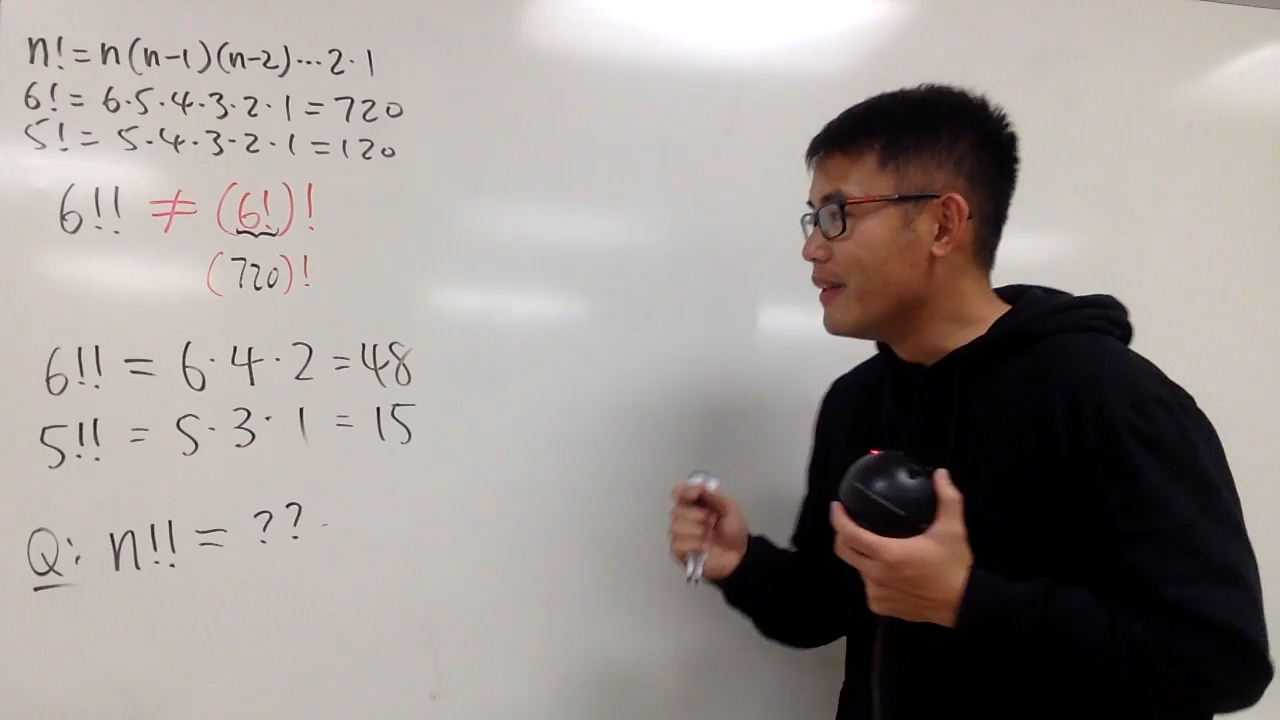 n! = n(n-1)(n-2)...2·1
6! = 6·5·4·3·2·1 = 720
5! = 5·4·3·2·1 = 120
6!! ≠ (6!)!
(720)!
6!! = 6·4·2 = 48
5!! = 5·3·1 = 15
Q: n!! = ??